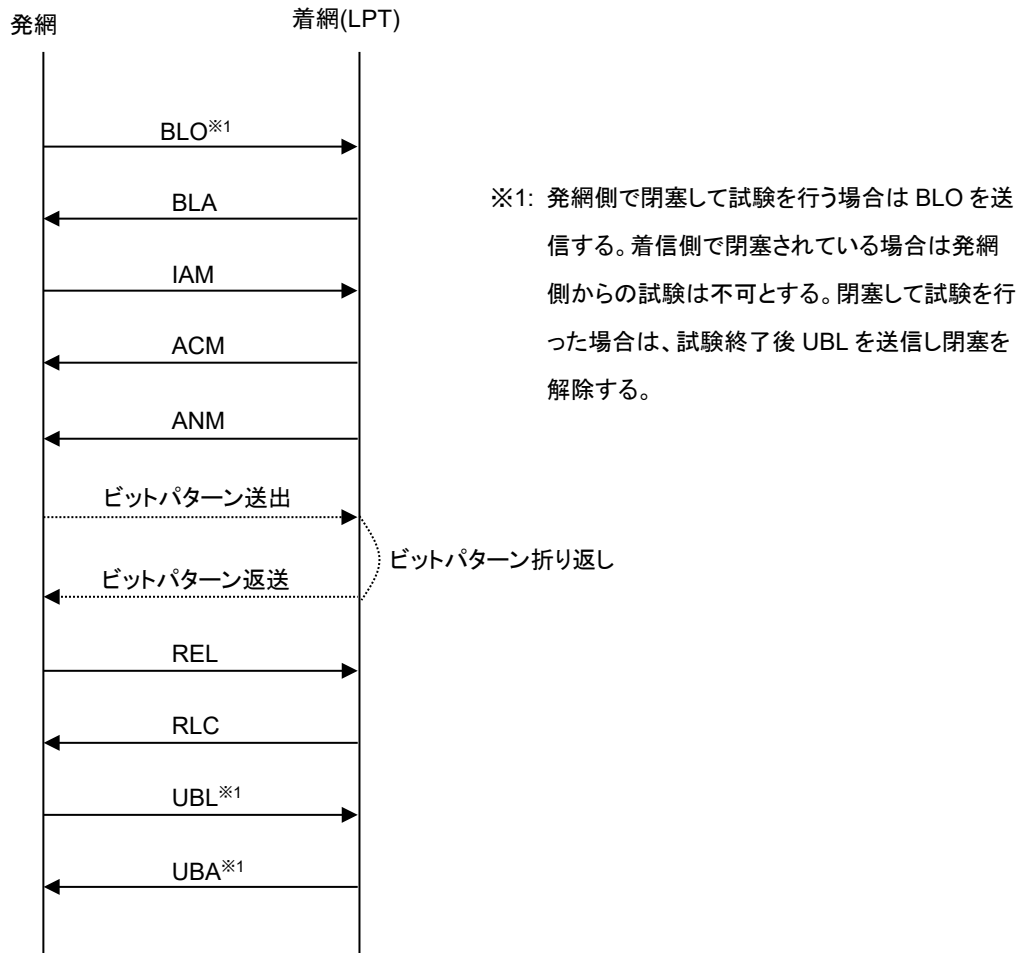 発網
着網(LPT)
BLO※1
BLA
※1: 発網側で閉塞して試験を行う場合は BLO を送
信する。着信側で閉塞されている場合は発網
側からの試験は不可とする。閉塞して試験を行
った場合は、試験終了後 UBL を送信し閉塞を
解除する。
IAM
ACM
ANM
ビットパターン送出
ビットパターン折り返し
ビットパターン返送
REL
RLC
UBL※1
UBA※1